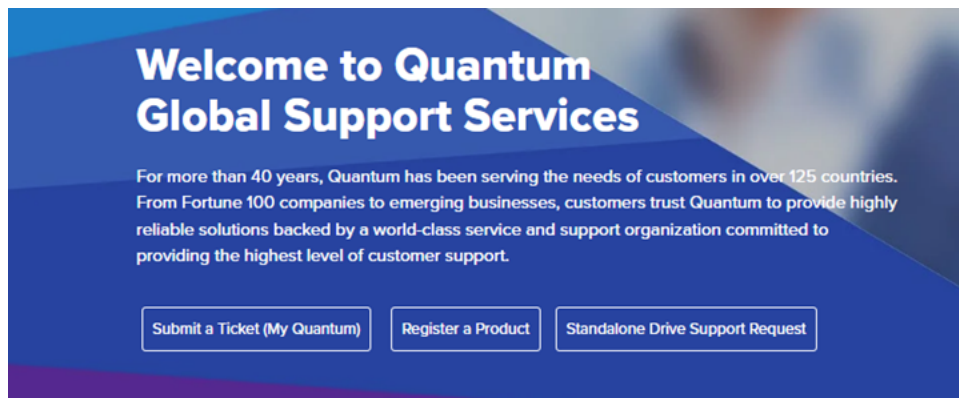 Welcome to Quantum
Global Support Services
For more than 40 years, Quantum has been serving the needs of customers in over 125 countries.
From Fortune 100 companies to emerging businesses, customers trust Quantum to provide highly
reliable solutions backed by a world-class service and support organization committed to
providing the highest level of customer support.
Submit a Ticket (My Quantum) Register a Product Standalone Drive Support Request